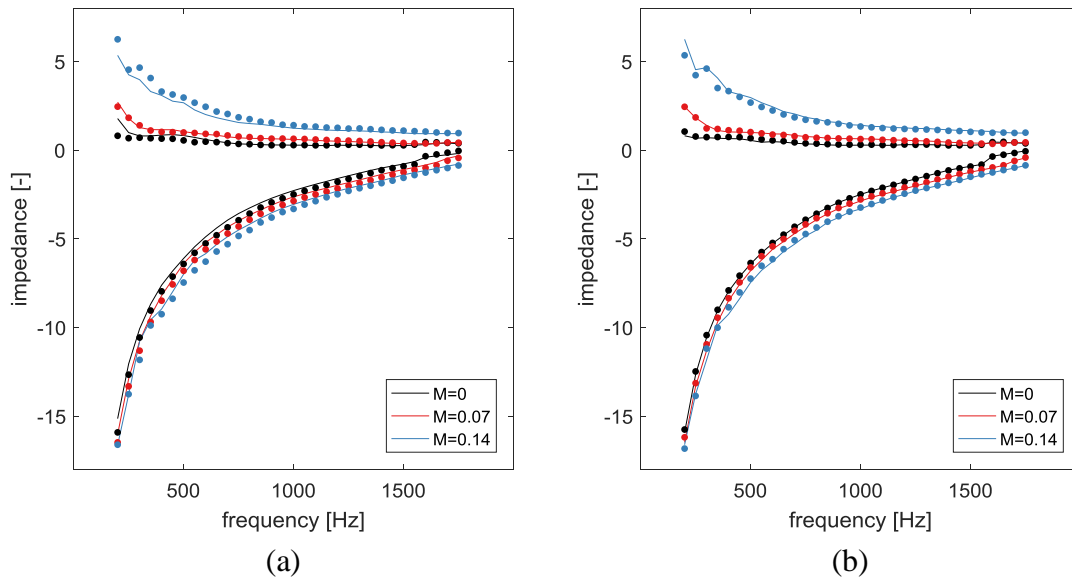 5
0
-5
-10
-15
impedance [-]
500
1000
1500
frequency [Hz]
M=0
M=0.07
M=0.14
(a)
5
0
-5
-10
-15
impedance [-]
500
1000
1500
frequency [Hz]
M=0
M=0.07
M=0.14
(b)